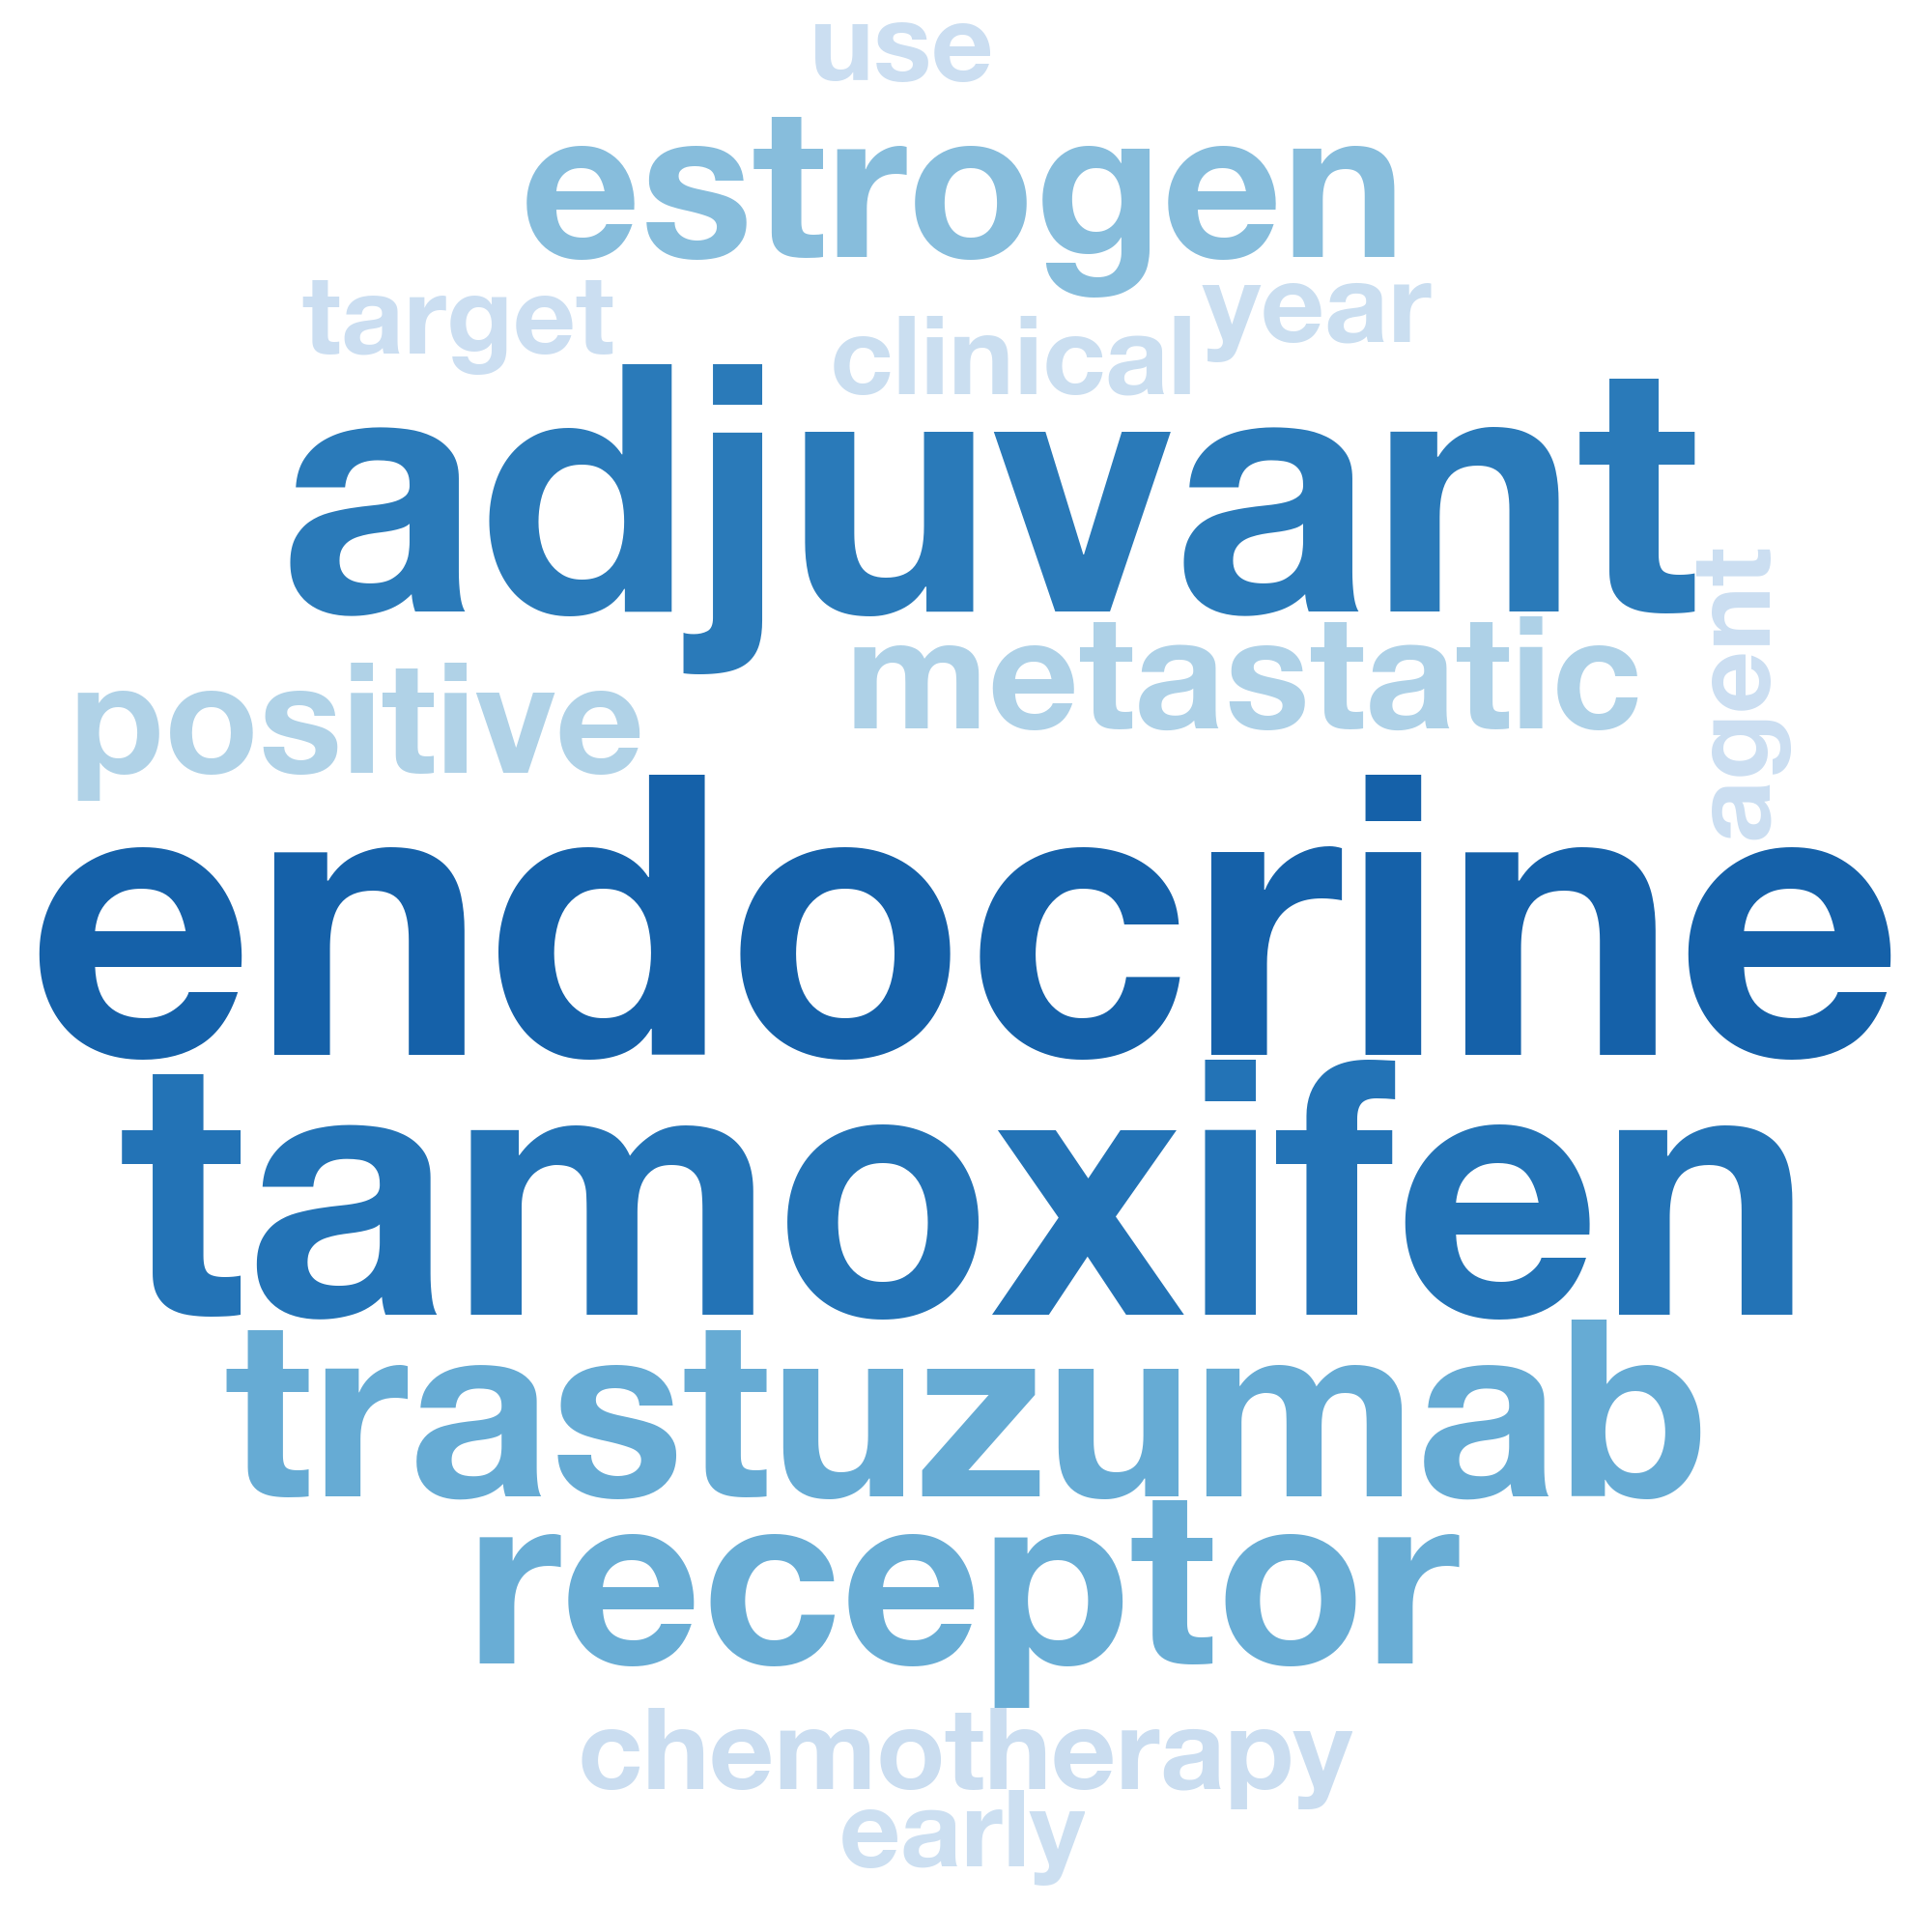 use
estrogen
target
year
clinical
adjuvant
metastatic
agent
positive
endocrine
tamoxifen
trastuzumab
receptor
chemotherapy
early